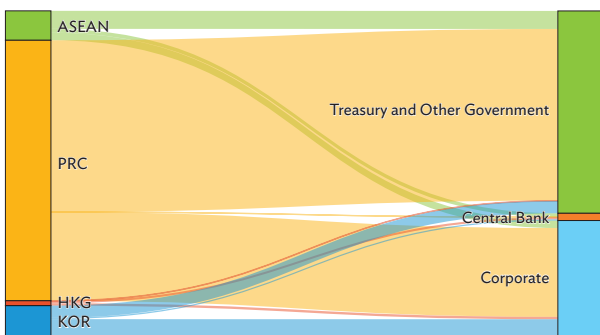 ASEAN
Treasury and Other Government
PRC
Central Bank
Corporate
HKG
KOR